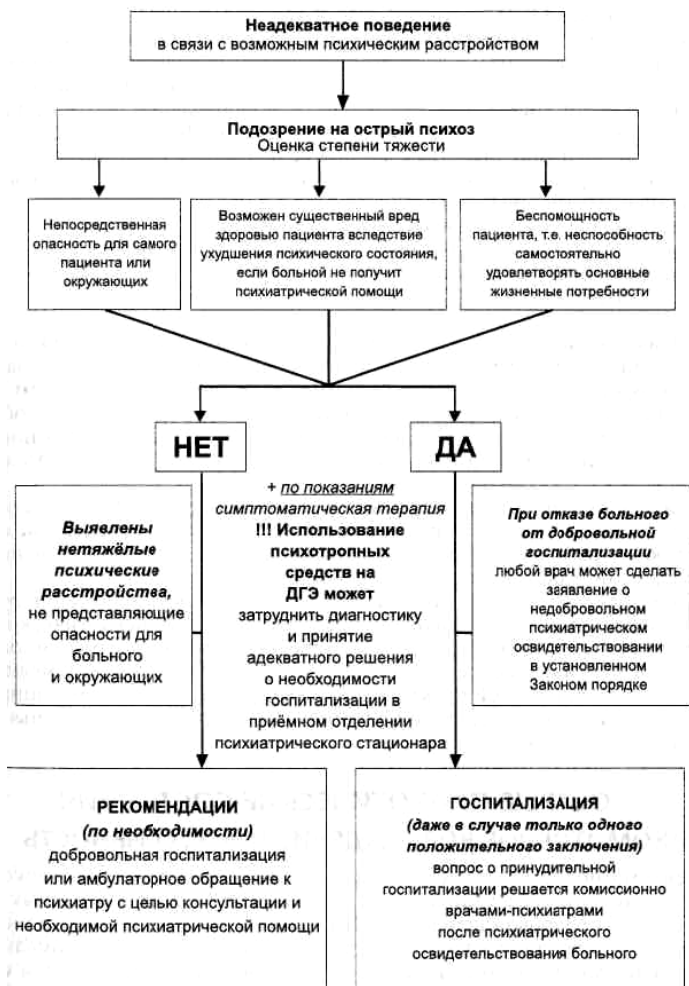 Неадекватное поведение
в связи с возможным психическим расстройством
Подозрение на острый психоз
Оценка степени тяжести
Непосредственная
опасность для самого
пациента или
окружающих
Возможен существенный вред
здоровью пациента вследствие
ухудшения психического состояния,
если больной не получит
психиатрической помощи
Беспомощность
пациента, т.е. неспособность
самостоятельно
удовлетворять основные
жизненные потребности
НЕТ
ДА
Выявлены
нетяжёлые
психические
расстройства,
не представляющие
опасности для
больного
и окружающих
+ по показаниям
симптоматическая терапия
!!! Использование
психотропных
средств на
ДГЭ может
затруднить диагностику
и принятие
адекватного решения
о необходимости
госпитализации в
приёмном отделении
психиатрического стационара
При отказе больного
от добровольной
госпитализации
любой врач может сделать
заявление о
недобровольном
психиатрическом
освидетельствовании
в установленном
Законом порядке
РЕКОМЕНДАЦИИ
(по необходимости)
добровольная госпитализация
или амбулаторное обращение к
психиатру с целью консультации и
необходимой психиатрической помощи
ГОСПИТАЛИЗАЦИЯ
(даже в случае только одного
положительного заключения)
вопрос о принудительной
госпитализации решается комиссионно
врачами-психиатрами
после психиатрического
освидетельствования больного